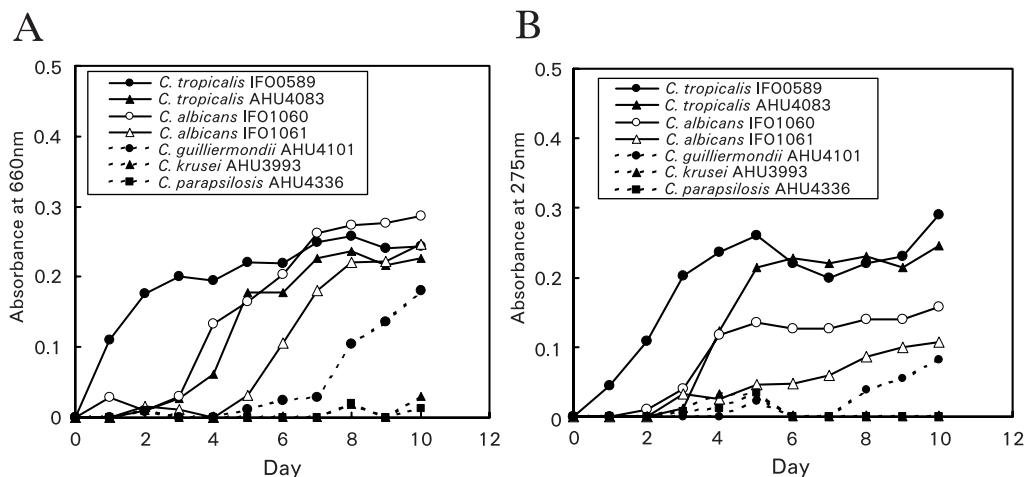 A
0.5
0.4
0.3
0.2
0.1
0
Absorbance at 660nm
C. tropicalis IFO0589
C. tropicalis AHU4083
C. albicans IFO1060
C. albicans IFO1061
C. guilliermondii AHU4101
C. krusei AHU3993
C. parapsilosis AHU4336
0 2 4 6 8 10 12
Day
B
0.5
0.4
0.3
0.2
0.1
0
Absorbance at 275nm
C. tropicalis IFO0589
C. tropicalis AHU4083
C. albicans IFO1060
C. albicans IFO1061
C. guilliermondii AHU4101
C. krusei AHU3993
C. parapsilosis AHU4336
0 2 4 6 8 10 12
Day